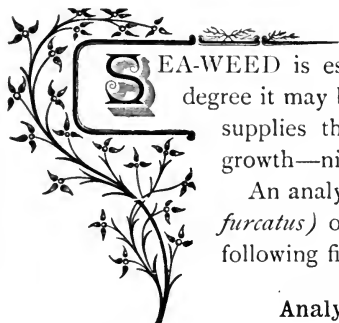 SEA-WEED is es
degree it may b
supplies th
growth—ni
An analy
furcatus) o
following fi
Analy